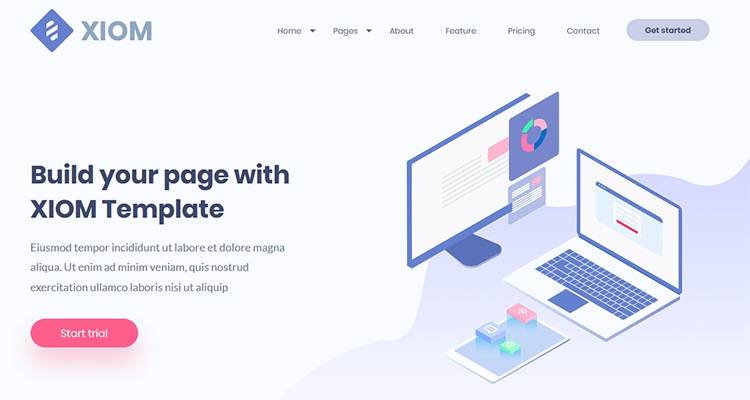 XIOM
Home Pages About Feature Pricing Contact Get started
Build your page with
XIOM Template
Eiusmod tempor incididunt ut labore et dolore magna
aliqua. Ut enim ad minim veniam, quis nostrud
exercitation ullamco laboris nisi ut aliquip
Start trial